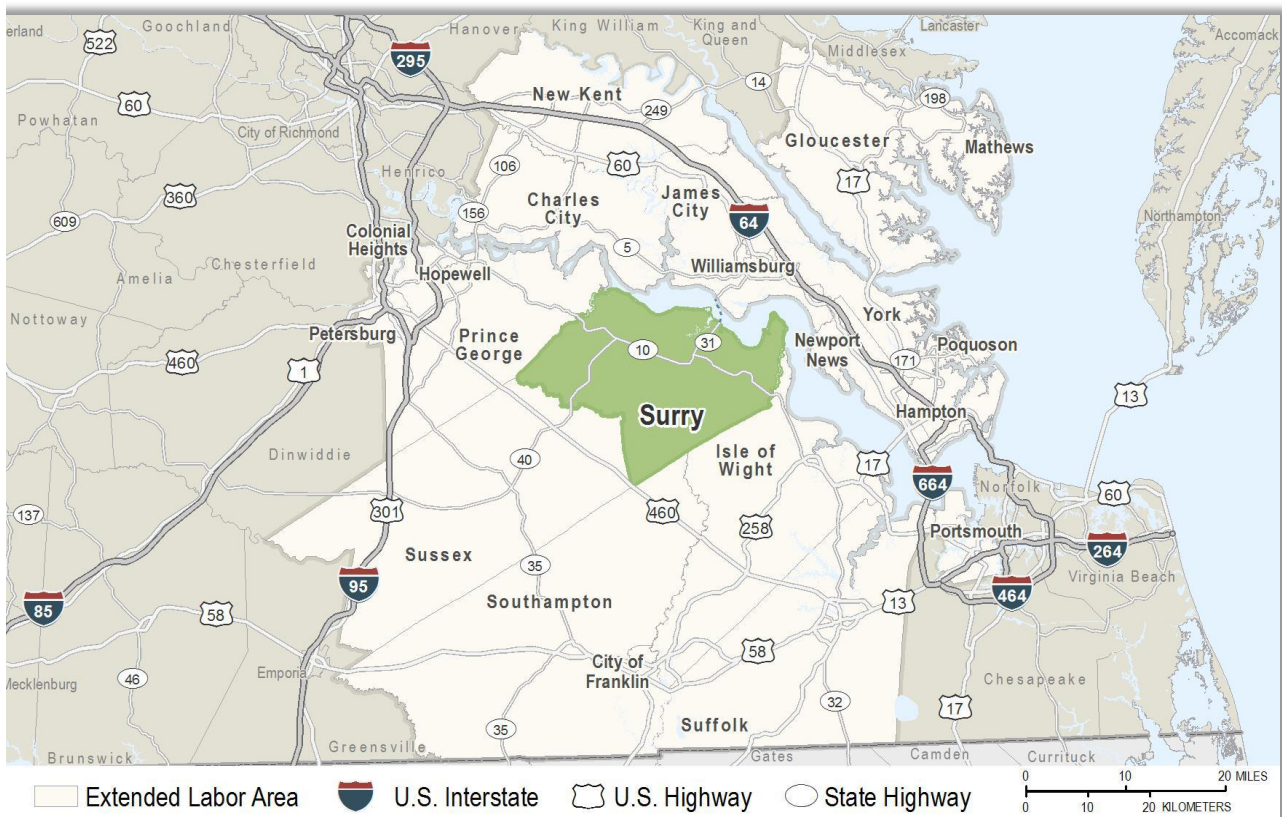 erland
522
Goochland
Hanover
King William
King and
Queen
Lancaster
Middlesex
Accomack
295
14
New Kent
249
198
60
Powhatan
City of Richmond
Gloucester
Mathews
Henrico
106
60
17
360
156
Charles
City
James
City
609
64
Northampton
Colonial
Heights
5
Chesterfield
Williamsburg
Amelia
Hopewell
Nottoway
York
Petersburg
Prince
George
10
31
Newport
News
Poquoson
460
171
1
13
Hampton
Surry
Dinwiddie
40
Isle of
Wight
17
664
Norfolk
60
137
301
460
258
Portsmouth
264
Sussex
Virginia Beach
35
95
464
85
Southampton
13
58
58
City of
Franklin
Emporia
Mecklenburg
46
Chesapeake
32
17
35
Suffolk
Greensville
Brunswick
Gates
Camden
Currituck
Extended Labor Area
U.S. Interstate
U.S. Highway
State Highway
0 10 20 MILES
0 10 20 KILOMETERS